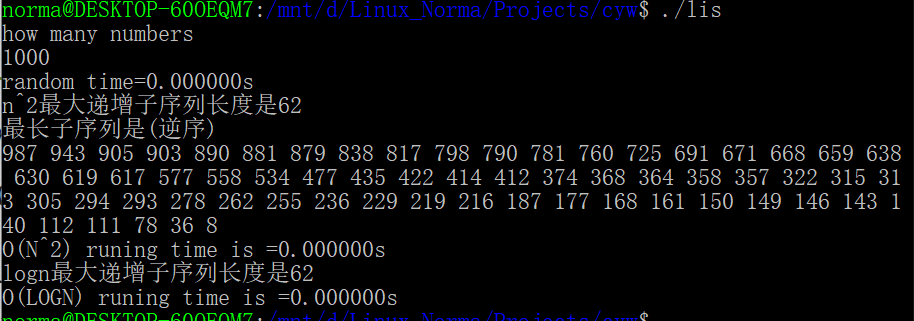 norma@DESKTOP-60OEQM7:/mnt/d/Linux_Norma/Projects/cyw$ ./lis
how many numbers
1000
random time=0.000000s
n^2最大递增子序列长度是62
最长子序列是(逆序)
987 943 905 903 890 881 879 838 817 798 790 781 760 725 691 671 668 659 638
 630 619 617 577 558 534 477 435 422 414 412 374 368 364 358 357 322 315 31
3 305 294 293 278 262 255 236 229 219 216 187 177 168 161 150 149 146 143 1
40 112 111 78 36 8
O(N^2) runing time is =0.000000s
logn最大递增子序列长度是62
O(LOGN) runing time is =0.000000s
norma@DESKTOP-60OEQM7:/mnt/d/Linux_Norma/Projects/cyw$